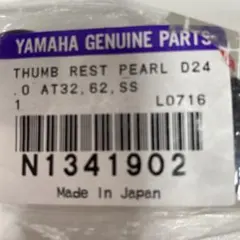 YAMAHA GENUINE PARTS
THUMB REST PEARL D24
.0 AT32,62,SS
1 L0716
N1341902
Made in Japan